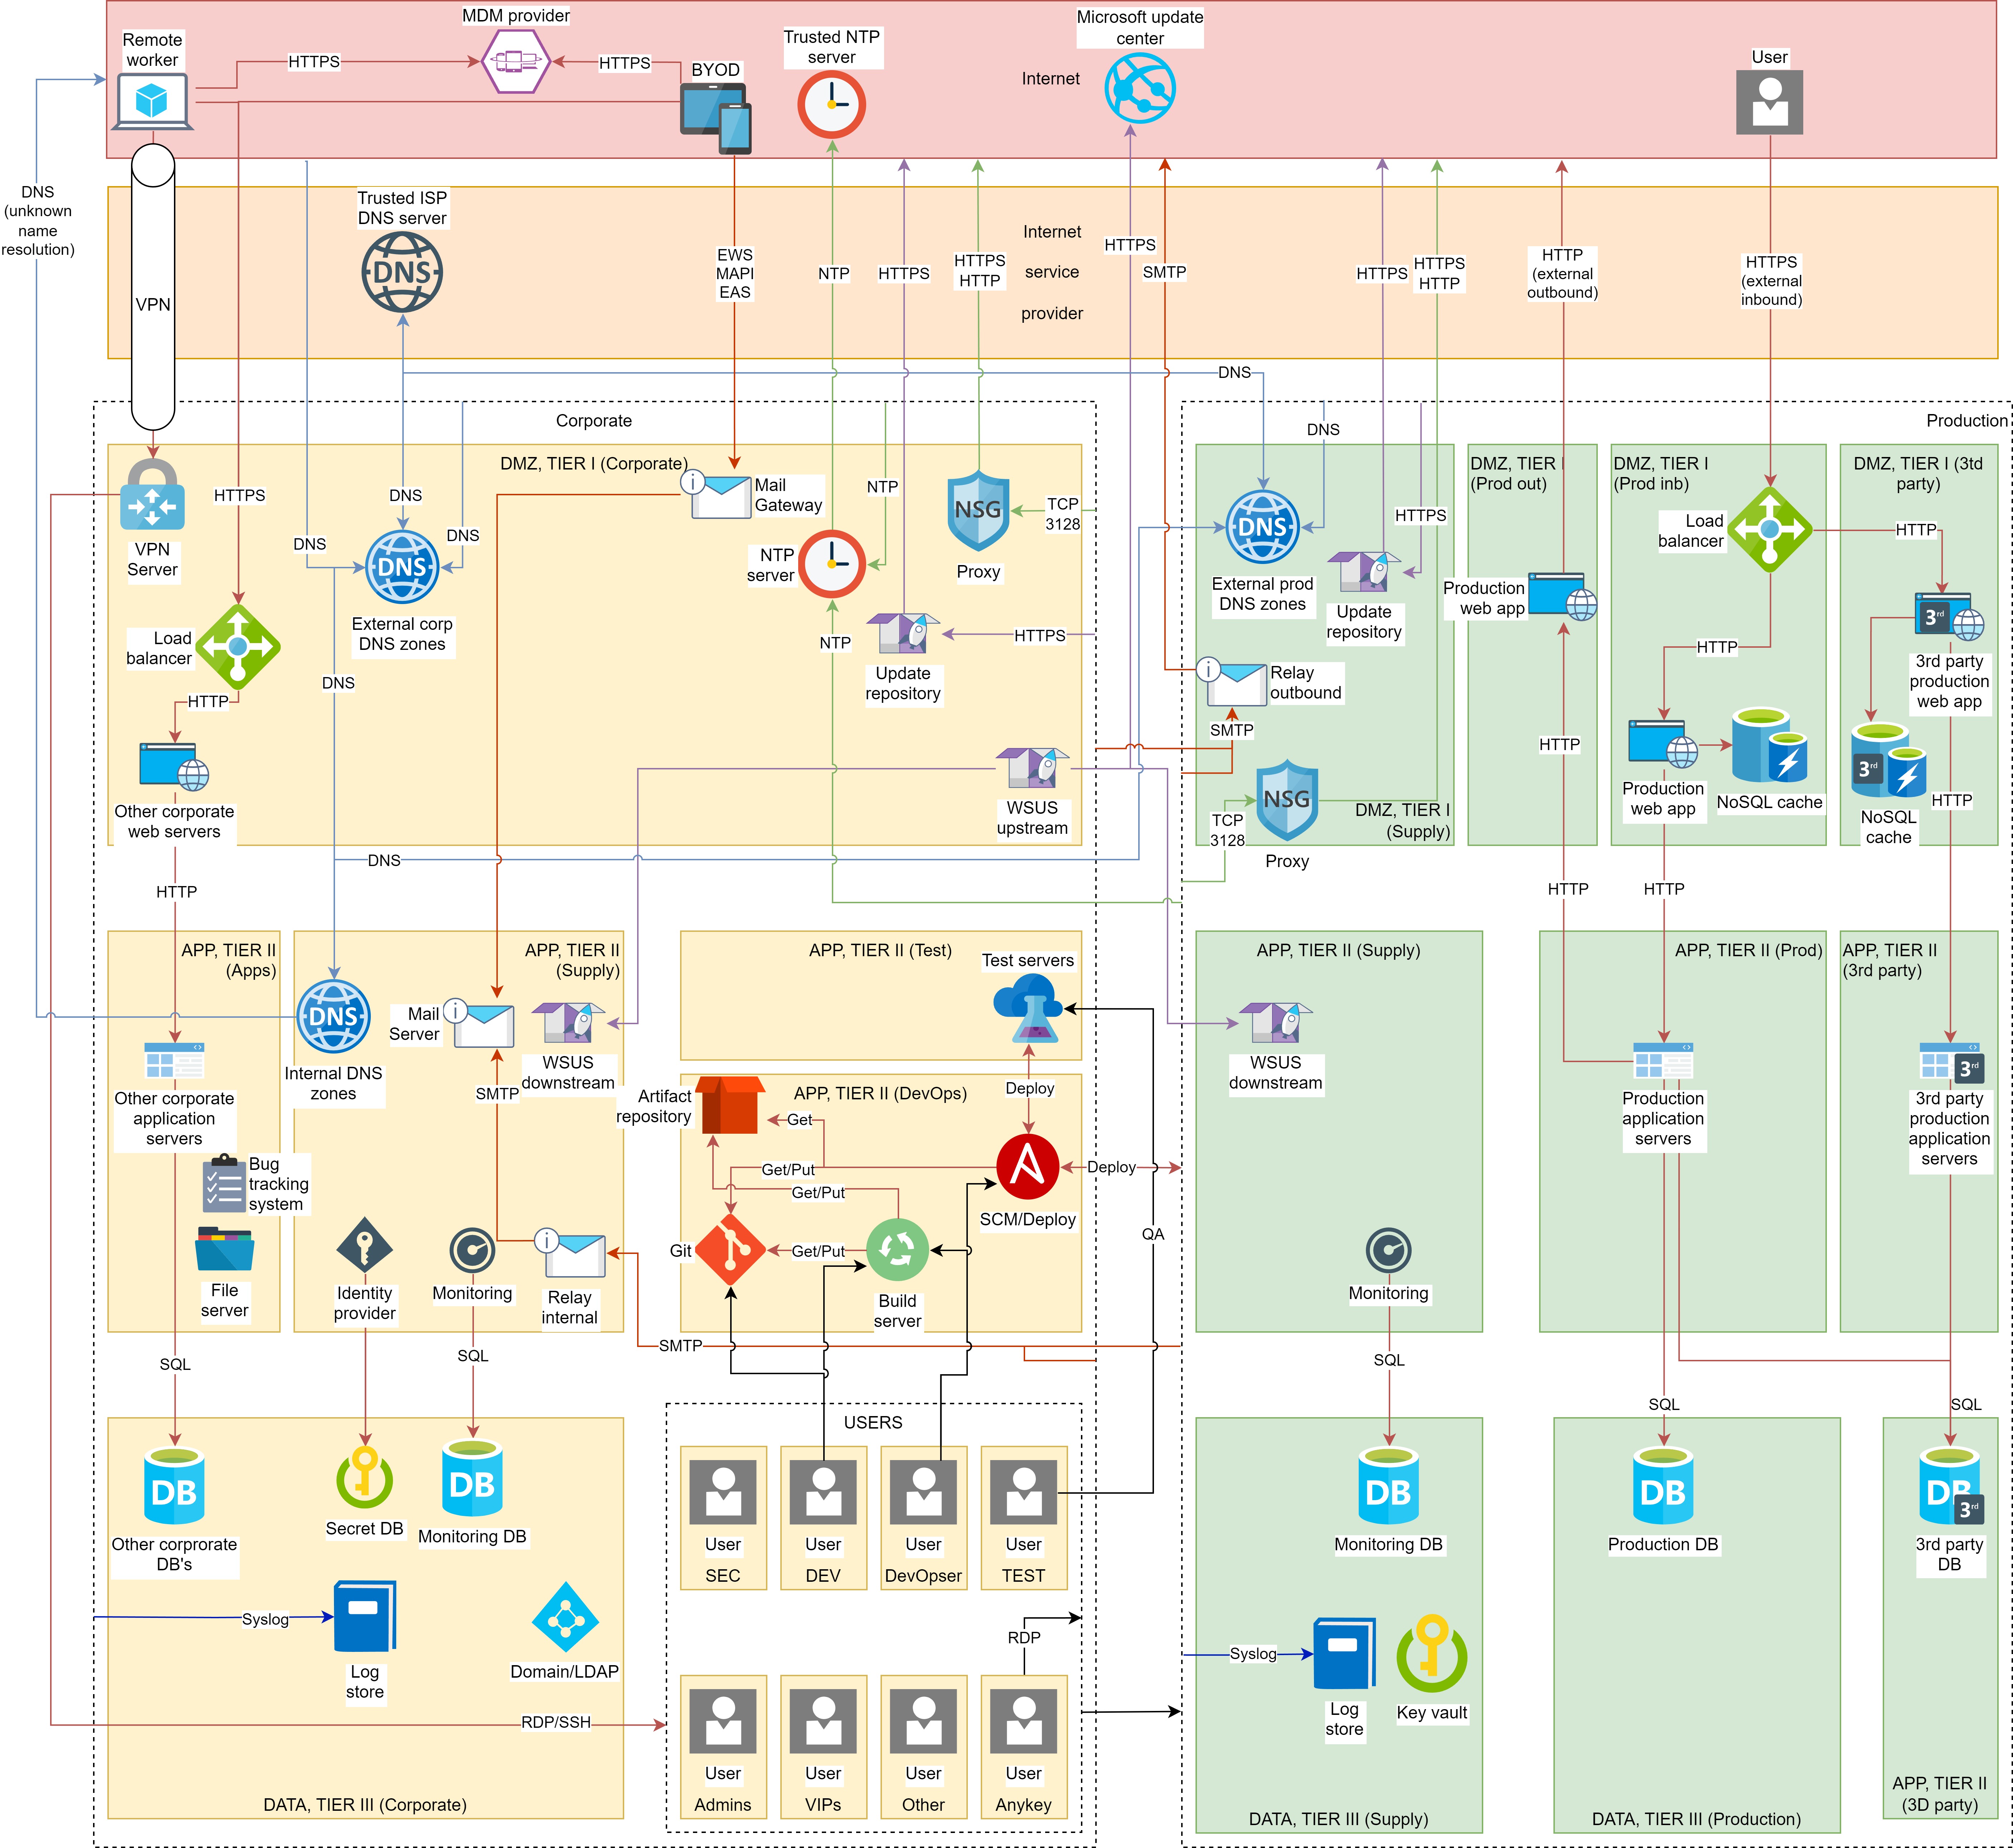 MDM provider
Remote
worker
HTTPS
HTTPS
BYOD
Trusted NTP
server
Microsoft update
center
Internet
User
DNS
(unknown
name
resolution)
VPN
Trusted ISP
DNS server
DNS
EWS
MAPI
EAS
NTP
HTTPS
HTTPS
HTTP
Internet
service
provider
HTTPS
SMTP
HTTPS
HTTPS
HTTP
HTTP
(external
outbound)
HTTPS
(external
inbound)
DNS
Corporate
Production
DMZ, TIER I (Corporate)
VPN
Server
HTTPS
DNS
DNS
DNS
DNS
External corp
DNS zones
Mail
Gateway
NTP
NTP
server
NSG
Proxy
TCP
3128
NTP
HTTPS
Update
repository
Load
balancer
HTTP
Other corporate
web servers
DNS
WSUS
upstream
DNS
HTTP
DNS
DNS
External prod
DNS zones
HTTPS
Update
repository
Relay
outbound
SMTP
NSG
TCP
3128
Proxy
DMZ, TIER I
(Supply)
DMZ, TIER I
(Prod out)
Production
web app
HTTP
HTTP
DMZ, TIER I
(Prod inb)
Load
balancer
HTTP
HTTP
Production
web app
NoSQL cache
HTTP
DMZ, TIER I (3td
party)
3rd
3rd party
production
web app
3rd
NoSQL
cache
HTTP
APP, TIER II
(Apps)
Other corporate
application
servers
Bug
tracking
system
File
server
SQL
APP, TIER II
(Supply)
DNS
Internal DNS
zones
Mail
Server
WSUS
downstream
SMTP
Identity
provider
Monitoring
Relay
internal
SQL
SMTP
APP, TIER II (Test)
Test servers
APP, TIER II (DevOps)
Artifact
repository
Get
Deploy
Get/Put
Get/Put
Deploy
SCM/Deploy
Git
Get/Put
Build
server
QA
APP, TIER II (Supply)
WSUS
downstream
Monitoring
SQL
APP, TIER II (Prod)
Production
application
servers
SQL
APP, TIER II
(3rd party)
3rd
3rd party
production
application
servers
SQL
DB
Other corprorate
DB's
Secret DB
DB
Monitoring DB
Syslog
Log
store
Domain/LDAP
RDP/SSH
DATA, TIER III (Corporate)
USERS
User
SEC
User
DEV
User
DevOpser
User
TEST
RDP
User
Admins
User
VIPs
User
Other
User
Anykey
DB
Monitoring DB
Syslog
Log
store
Key vault
DATA, TIER III (Supply)
DB
Production DB
DATA, TIER III (Production)
DB
3rd
3rd party
DB
APP, TIER II
(3D party)